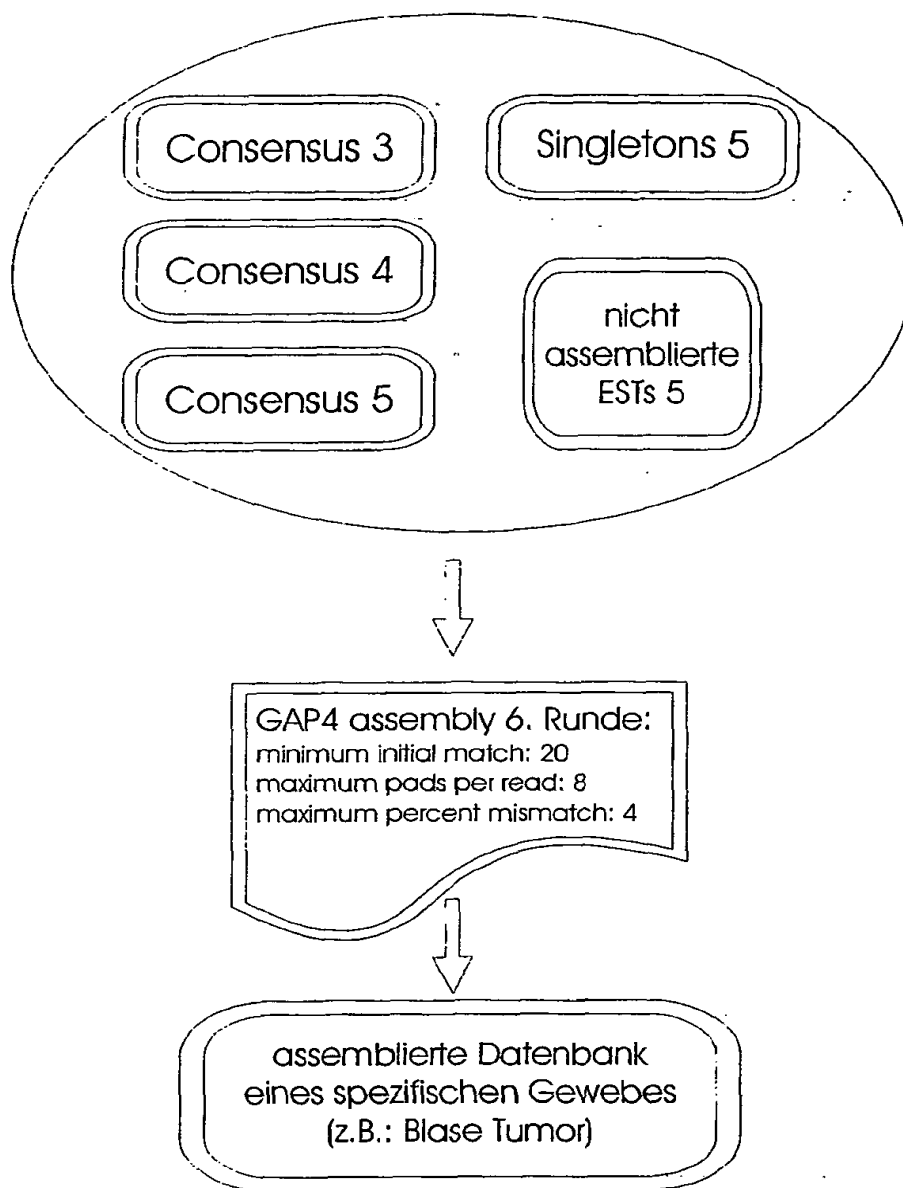 Consensus 3
Singletons 5
Consensus 4
nicht
assemblierte
ESTs 5
Consensus 5
GAP4 assembly 6. Runde:
minimum initial match: 20
maximum pads per read: 8
maximum percent mismatch: 4
assemblierte Datenbank
eines spezifischen Gewebes
(z.B.: Blase Tumor)